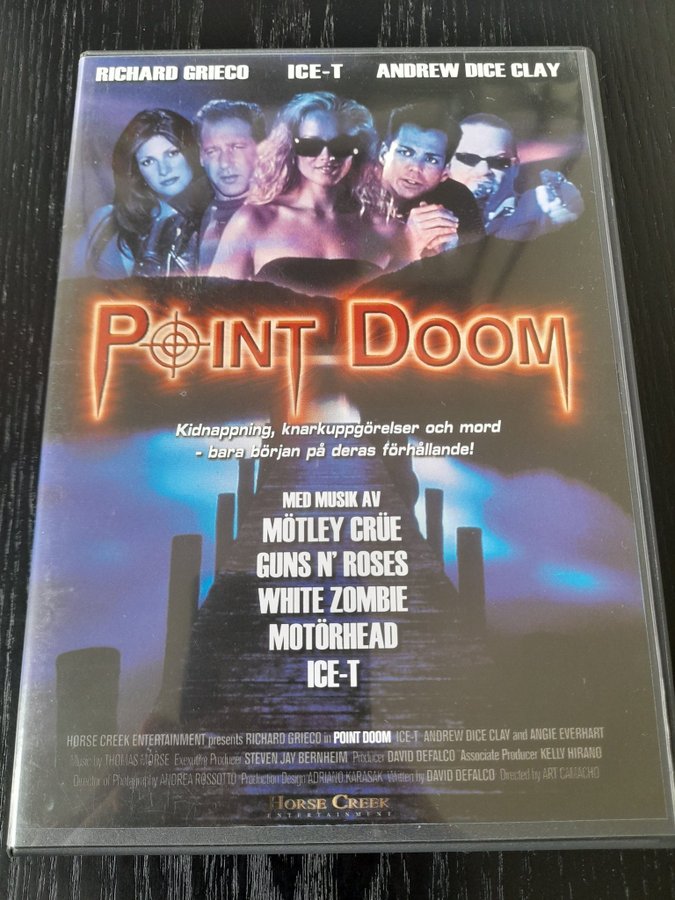 RICHARD GRIECO ICE-T ANDREW DICE CLAY
POINT DOOM
Kidnappning, knarkuppgörelser och mord
- bara början på deras förhållande!
MED MUSIK AV
MÖTLEY CRÜE
GUNS N' ROSES
WHITE ZOMBIE
MOTÖRHEAD
ICE-T
HORSE CREEK ENTERTAINMENT presents RICHARD GRIECO in POINT DOOM ICE-T ANDREW DICE CLAY and ANGIE EVERHART
Music by THOMAS MORSE Executive Producer STEVEN JAY BERNHEIM Producer DAVID DEFALCO Associate Producer KELLY HIRANO
Director of Photography ANDREA ROSSOTTO Production Design ADRIANO KARASAK Written by DAVID DEFALCO Directed by ART CAMACHO
HORSE CREEK
ENTERTAINMENT